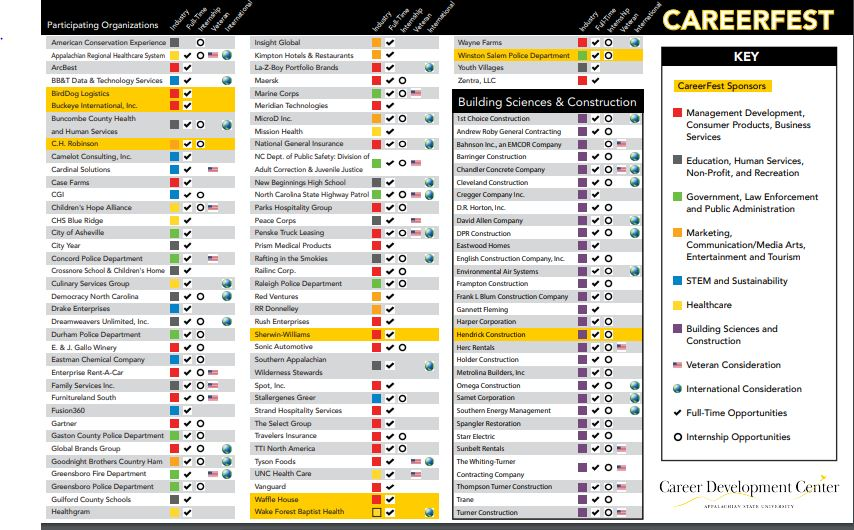 Participating Organizations
Industry
Full-Time
Internship
Veteran
International
American Conservation Experience
Appalachian Regional Healthcare System
ArcBest
BB&T Data & Technology Services
BirdDog Logistics
Buckeye International, Inc.
Buncombe County Health
and Human Services
C.H. Robinson
Camelot Consulting, Inc.
Cardinal Solutions
Case Farms
CGI
Children's Hope Alliance
CHS Blue Ridge
City of Asheville
City Year
Concord Police Department
Crossnore School & Children's Home
Culinary Services Group
Democracy North Carolina
Drake Enterprises
Dreamweavers Unlimited, Inc.
Durham Police Department
E. & J. Gallo Winery
Eastman Chemical Company
Enterprise Rent-A-Car
Family Services Inc.
Furnitureland South
Fusion360
Gartner
Gaston County Police Department
Global Brands Group
Goodnight Brothers Country Ham
Greensboro Fire Department
Greensboro Police Department
Guilford County Schools
Healthgram
Industry
Full-Time
Internship
Veteran
International
Insight Global
Kimpton Hotels & Restaurants
La-Z-Boy Portfolio Brands
Maersk
Marine Corps
Meridian Technologies
MicroD Inc.
Mission Health
National General Insurance
NC Dept. of Public Safety: Division of
Adult Correction & Juvenile Justice
New Beginnings High School
North Carolina State Highway Patrol
Parks Hospitality Group
Peace Corps
Penske Truck Leasing
Prism Medical Products
Rafting in the Smokies
Railinc Corp.
Raleigh Police Department
Red Ventures
RR Donnelley
Rush Enterprises
Sherwin-Williams
Sonic Automotive
Southern Appalachian
Wilderness Stewards
Spot, Inc.
Stallergenes Greer
Strand Hospitality Services
The Select Group
Travelers Insurance
TTI North America
Tyson Foods
UNC Health Care
Vanguard
Waffle House
Wake Forest Baptist Health
Industry
Full-Time
Internship
Veteran
International
Wayne Farms
Winston Salem Police Department
Youth Villages
Zentra, LLC
Building Sciences & Construction
1st Choice Construction
Andrew Roby General Contracting
Bahnson Inc., an EMCOR Company
Barringer Construction
Chandler Concrete Company
Cleveland Construction
Cregger Company Inc.
D.R. Horton, Inc.
David Allen Company
DPR Construction
Eastwood Homes
English Construction Company, Inc.
Environmental Air Systems
Frampton Construction
Frank L Blum Construction Company
Gannett Fleming
Harper Corporation
Hendrick Construction
Herc Rentals
Holder Construction
Metrolina Builders, Inc
Omega Construction
Samet Corporation
Southern Energy Management
Spangler Restoration
Starr Electric
Sunbelt Rentals
The Whiting-Turner
Contracting Company
Thompson Turner Construction
Trane
Turner Construction
CAREERFEST
KEY
CareerFest Sponsors
Management Development,
Consumer Products, Business
Services
Education, Human Services,
Non-Profit, and Recreation
Government, Law Enforcement
and Public Administration
Marketing,
Communication/Media Arts,
Entertainment and Tourism
STEM and Sustainability
Healthcare
Building Sciences and
Construction
Veteran Consideration
International Consideration
Full-Time Opportunities
Internship Opportunities
Career Development Center
APPALACHIAN STATE UNIVERSITY